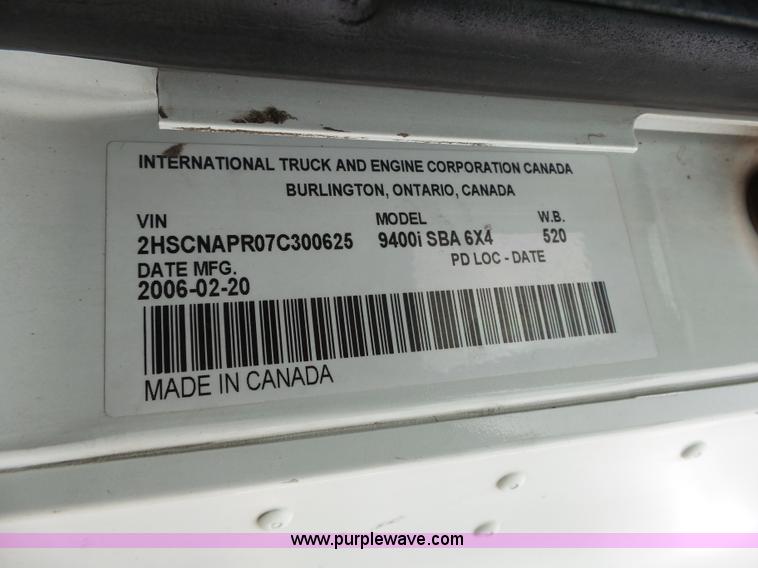 INTERNATIONAL TRUCK AND ENGINE CORPORATION CANADA
BURLINGTON, ONTARIO, CANADA
VIN MODEL W.B.
2HSCNAPR07C300625 9400i SBA 6X4 520
DATE MFG. PD LOC - DATE
2006-02-20
MADE IN CANADA
www.purplewave.com